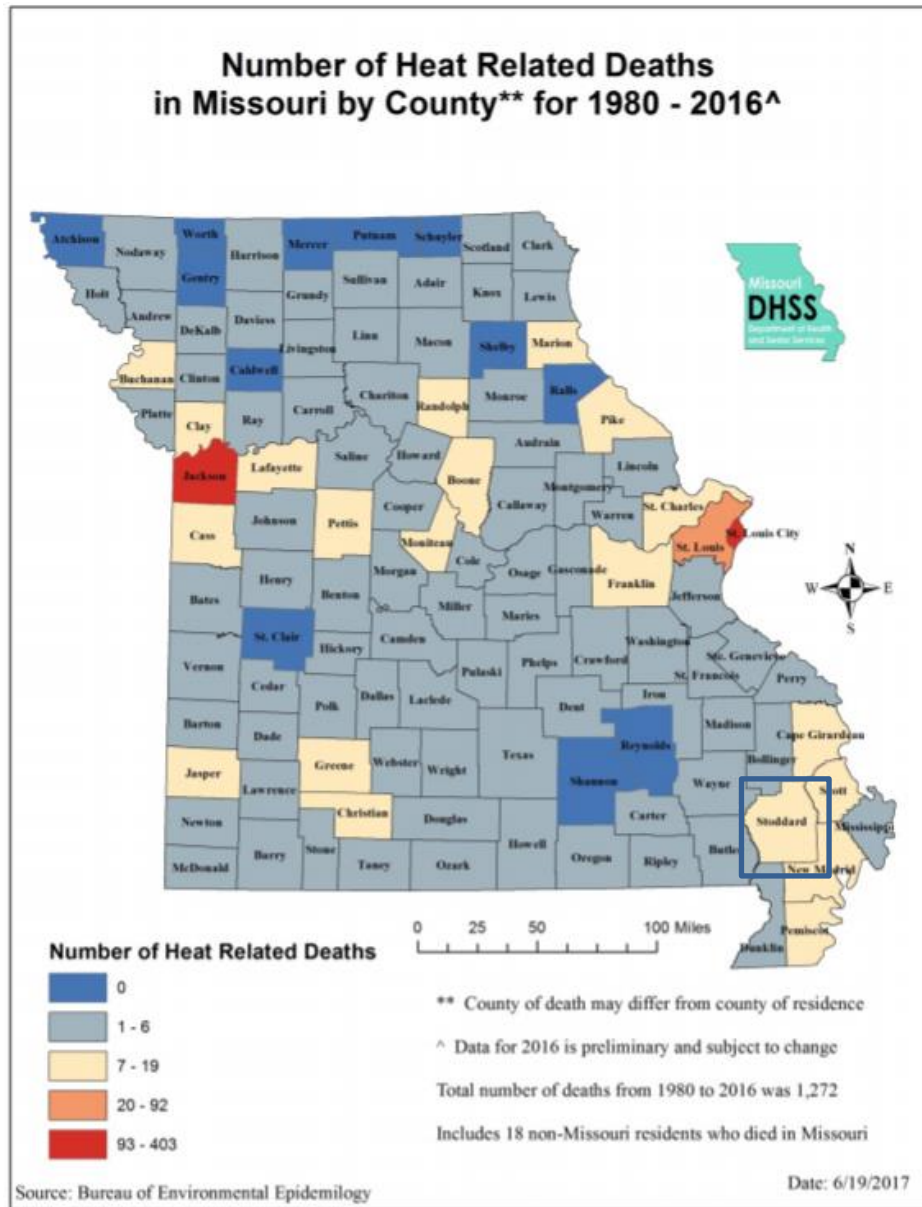 Number of Heat Related Deaths
in Missouri by County** for 1980 - 2016^
Atchison
Nodaway
Worth
Gentry
Harrison
Mercer
Putnam
Schuyler
Scotland
Clark
Holt
Andrew
DeKalb
Daviess
Grundy
Sullivan
Adair
Knox
Lewis
Missouri
DHSS
Department of Health
and Senior Services
Buchanan
Clinton
Caldwell
Livingston
Linn
Macon
Shelby
Marion
Platte
Clay
Ray
Carroll
Chariton
Randolph
Monroe
Ralls
Pike
Jackson
Lafayette
Saline
Howard
Boone
Audrain
Lincoln
Cass
Johnson
Pettis
Cooper
Moniteau
Callaway
Montgomery
Warren
St. Charles
St. Louis
St. Louis City
Bates
Henry
Benton
Morgan
Cole
Miller
Osage
Maries
Gasconade
Franklin
Jefferson
N
W
E
S
Vernon
St. Clair
Hickory
Camden
Pulaski
Phelps
Crawford
Washington
St. Francois
Ste. Genevieve
Perry
Barton
Cedar
Dade
Polk
Dallas
Laclede
Texas
Dent
Iron
Reynolds
Madison
Bollinger
Cape Girardeau
Jasper
Lawrence
Greene
Webster
Wright
Shannon
Carter
Wayne
Stoddard
Scott
Mississippi
Newton
McDonald
Barry
Stone
Christian
Taney
Douglas
Ozark
Howell
Oregon
Ripley
Butler
New Madrid
Dunklin
Pemiscot
0 25 50 100 Miles
Number of Heat Related Deaths
0
1 - 6
7 - 19
20 - 92
93 - 403
** County of death may differ from county of residence
^ Data for 2016 is preliminary and subject to change
Total number of deaths from 1980 to 2016 was 1,272
Includes 18 non-Missouri residents who died in Missouri
Source: Bureau of Environmental Epidemilogy
Date: 6/19/2017